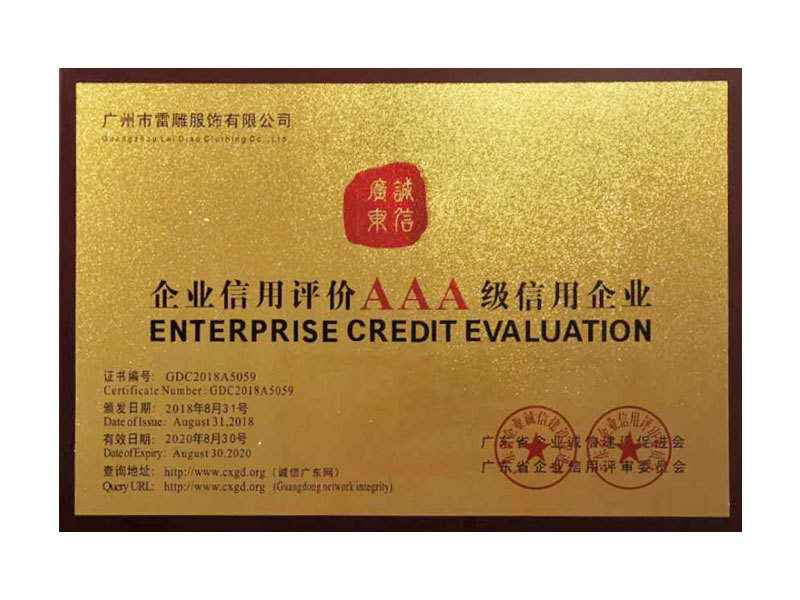 广州市雷雕服饰有限公司
Guangzhou Lei Diao Clothing Co.,Ltd
誠信
廣東
企业信用评价AAA级信用企业
ENTERPRISE CREDIT EVALUATION
证书编号: GDC2018A5059
Certificate Number: GDC2018A5059
颁发日期: 2018年8月31号
Date of Issue: August 31,2018
有效日期: 2020年8月30号
Date of Expiry: August 30,2020
查询地址: http://www.cxgd.org (诚信广东网)
Query URL: http://www.cxgd.org (Guangdong network integrity)
广东省企业诚信建设促进会
广东省企业信用评审委员会